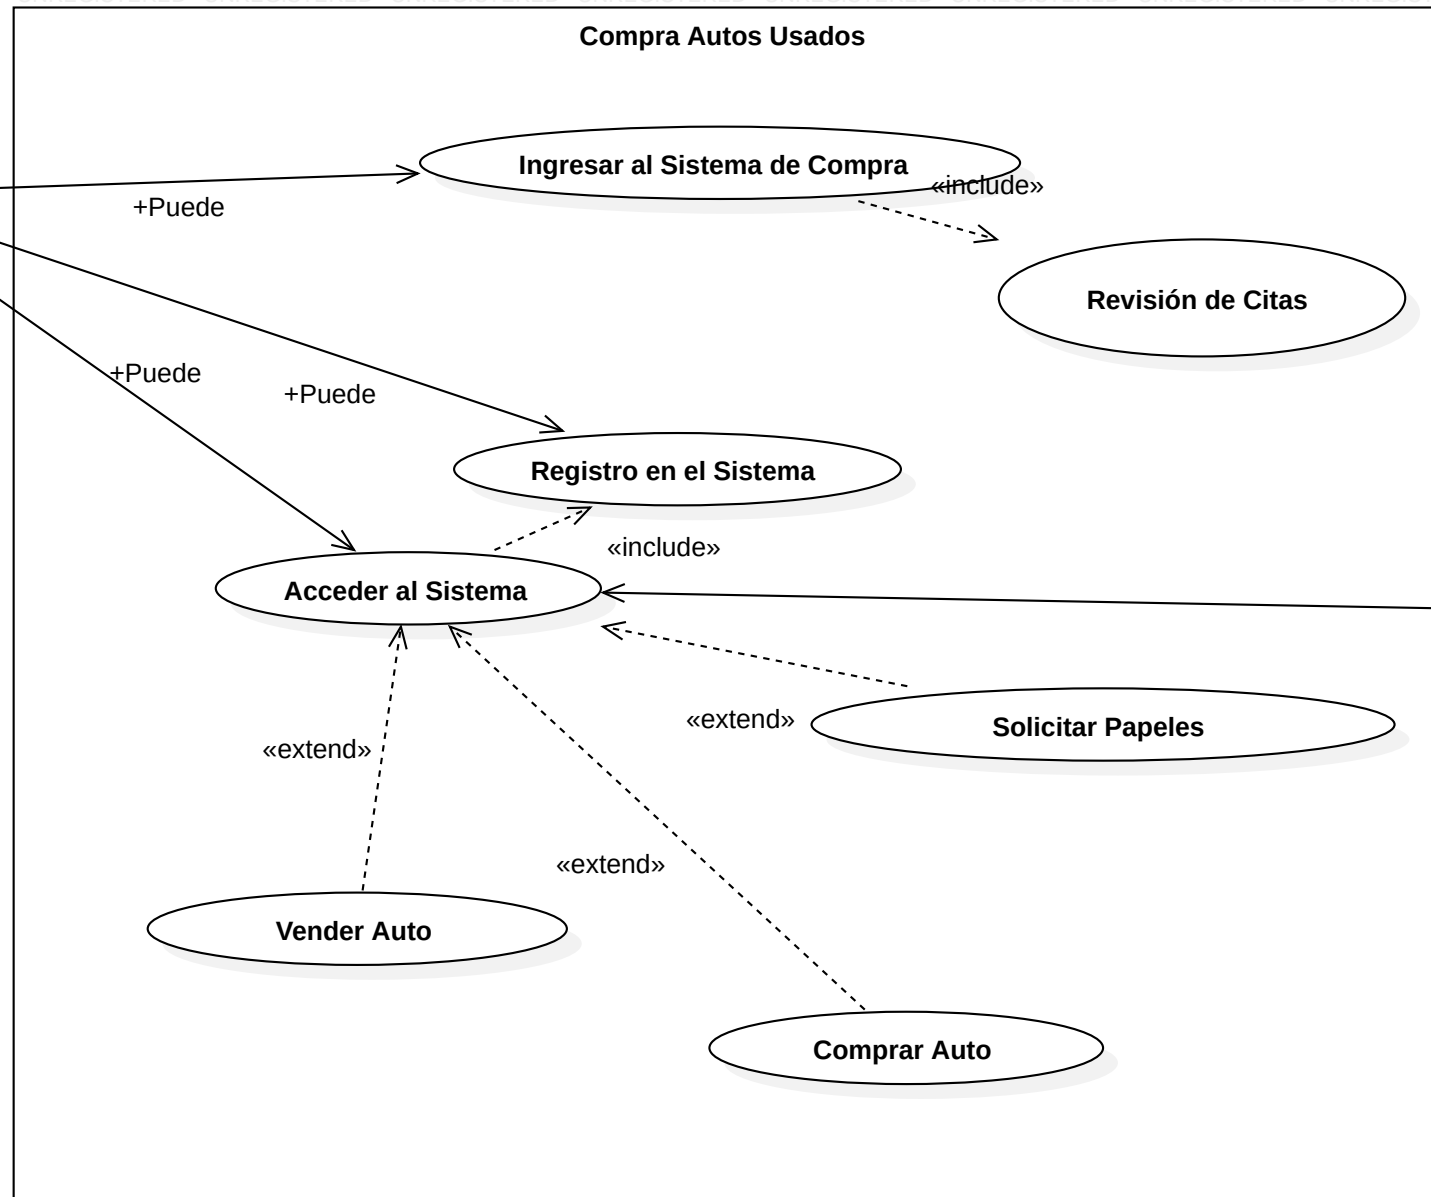 Compra Autos Usados
Ingresar al Sistema de Compra
«include»
+Puede
Revisión de Citas
+Puede
+Puede
Registro en el Sistema
«include»
Acceder al Sistema
«extend»
Solicitar Papeles
«extend»
«extend»
Vender Auto
Comprar Auto